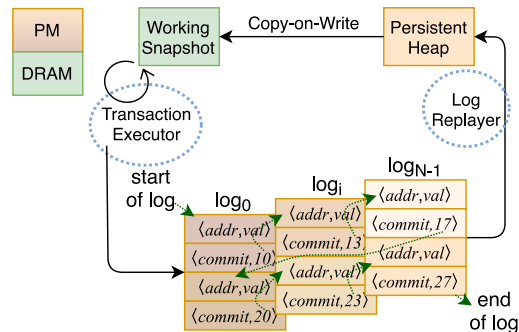 PM
DRAM
Working
Snapshot
Copy-on-Write
Persistent
Heap
Transaction
Executor
Log
Replayer
start
of log
log0
⟨addr,val⟩
⟨commit,10⟩
⟨addr,val⟩
⟨commit,20⟩
logi
⟨addr,val⟩
⟨commit,13⟩
⟨addr,val⟩
⟨commit,23⟩
logN-1
⟨addr,val⟩
⟨commit,17⟩
⟨addr,val⟩
⟨commit,27⟩
end
of log